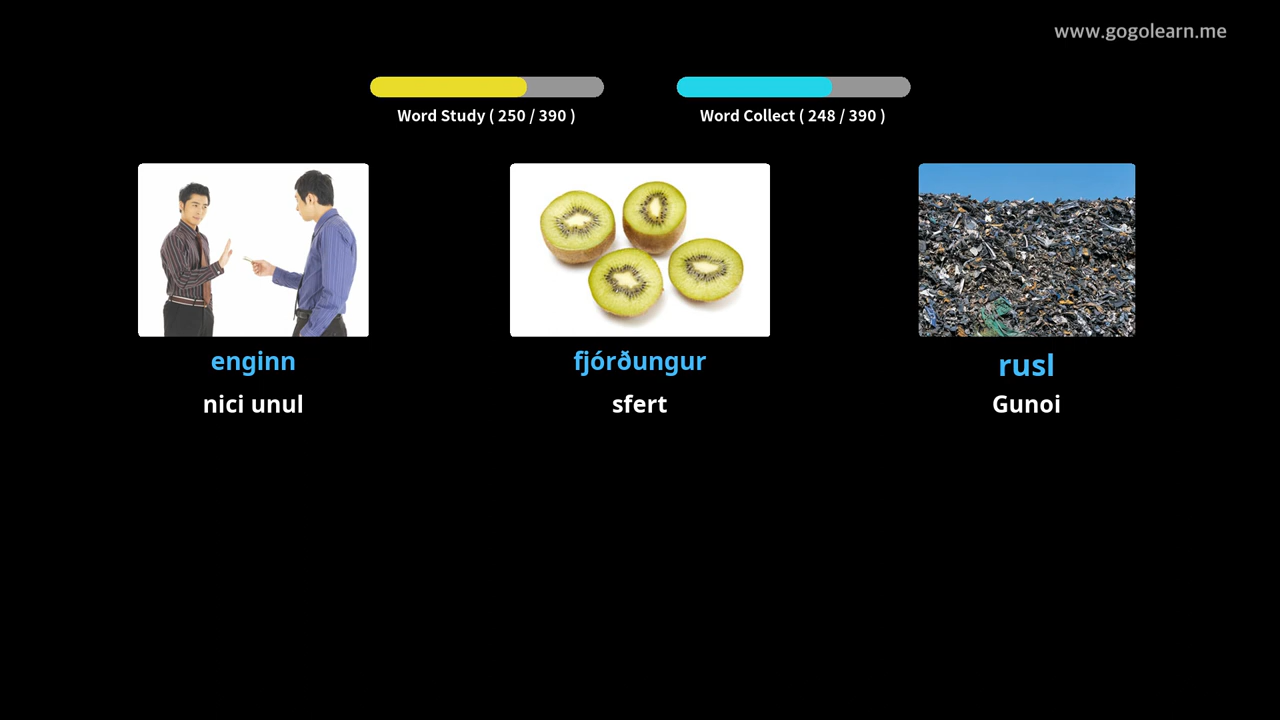 www.gogolearn.me
Word Study ( 250 / 390 )
Word Collect ( 248 / 390 )
enginn
fjórðungur
rusl
nici unul
sfert
Gunoi